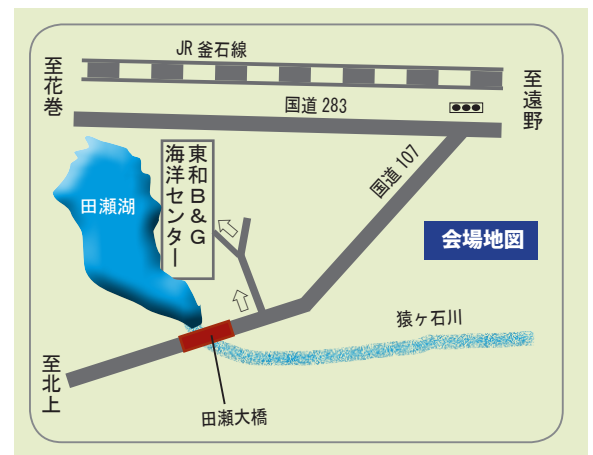 JR 釜石線
至花巻
至遠野
国道 283
国道 107
東和B&G
海洋センター
田瀬湖
会場地図
猿ヶ石川
至北上
田瀬大橋